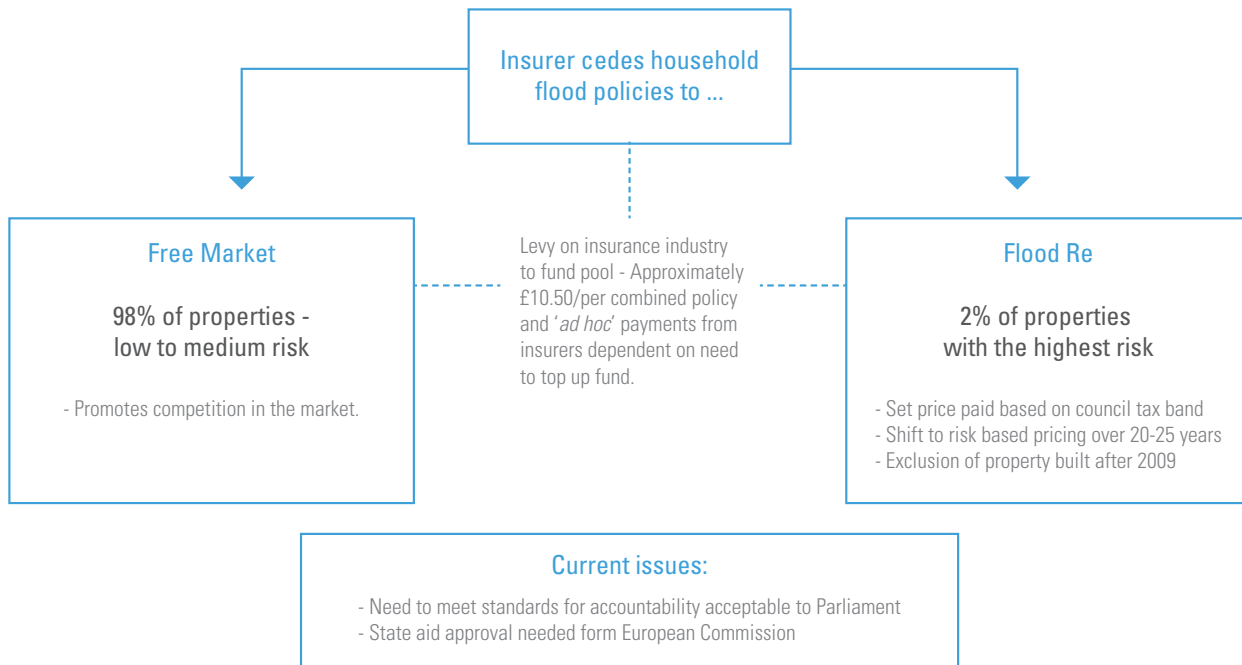 Insurer cedes household
flood policies to ...
Free Market
98% of properties -
low to medium risk
- Promotes competition in the market.
Levy on insurance industry
to fund pool - Approximately
£10.50/per combined policy
and ‘ad hoc’ payments from
insurers dependent on need
to top up fund.
Flood Re
2% of properties
with the highest risk
- Set price paid based on council tax band
- Shift to risk based pricing over 20-25 years
- Exclusion of property built after 2009
Current issues:
- Need to meet standards for accountability acceptable to Parliament
- State aid approval needed form European Commission